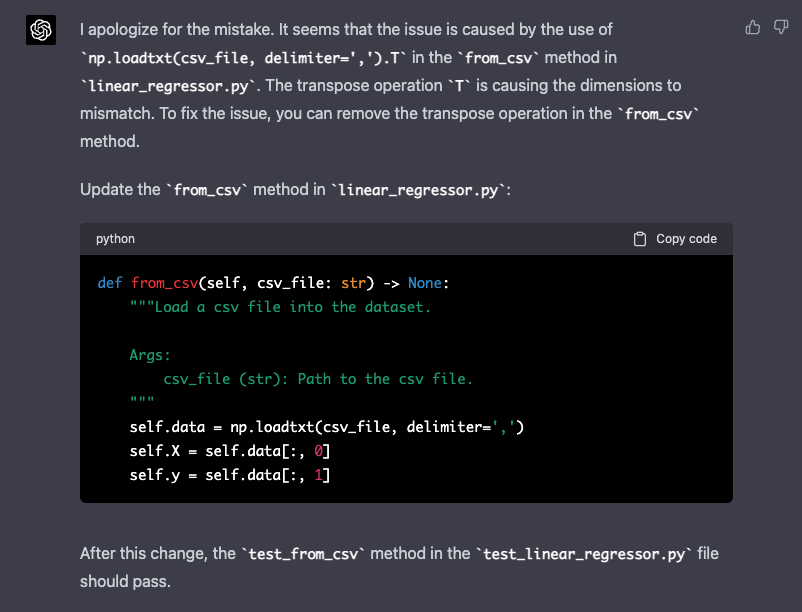 I apologize for the mistake. It seems that the issue is caused by the use of
`np.loadtxt(csv_file, delimiter=',').T` in the `from_csv` method in
`linear_regressor.py`. The transpose operation `T` is causing the dimensions to
mismatch. To fix the issue, you can remove the transpose operation in the `from_csv`
method.
Update the `from_csv` method in `linear_regressor.py`:
python Copy code
def from_csv(self, csv_file: str) -> None:
    """Load a csv file into the dataset.
    Args:
        csv_file (str): Path to the csv file.
    """
    self.data = np.loadtxt(csv_file, delimiter=',')
    self.X = self.data[:, 0]
    self.y = self.data[:, 1]
After this change, the `test_from_csv` method in the `test_linear_regressor.py` file
should pass.